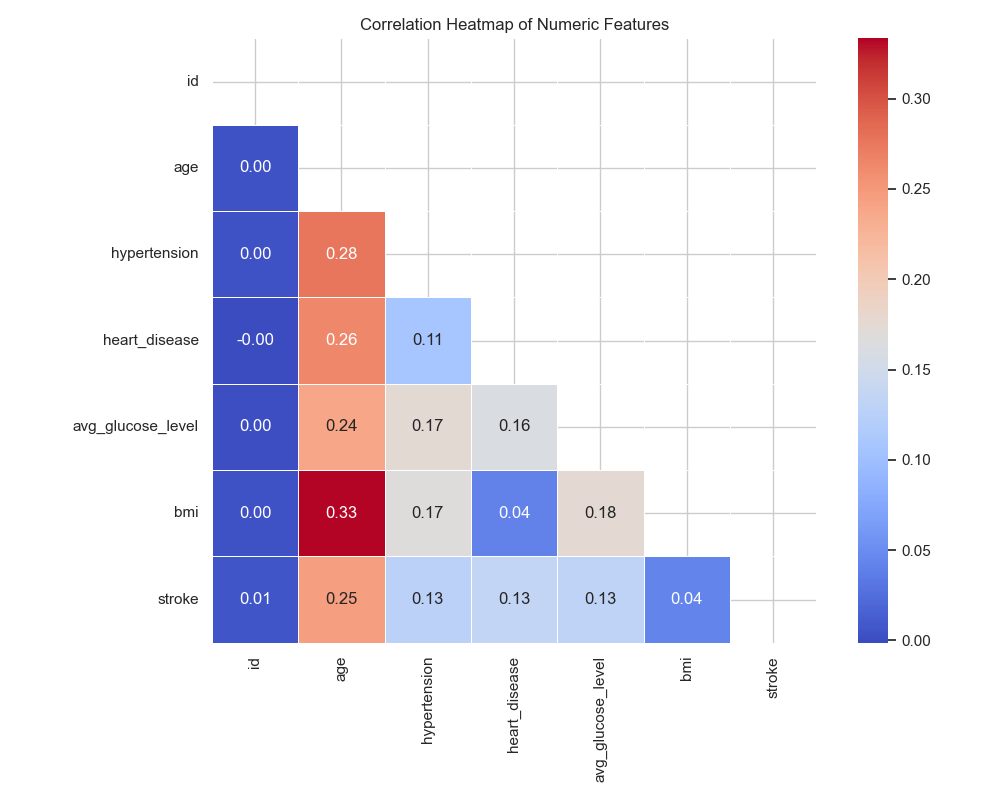 Correlation Heatmap of Numeric Features
id
age 0.00
hypertension 0.00 0.28
heart_disease -0.00 0.26 0.11
avg_glucose_level 0.00 0.24 0.17 0.16
bmi 0.00 0.33 0.17 0.04 0.18
stroke 0.01 0.25 0.13 0.13 0.13 0.04
id age hypertension heart_disease avg_glucose_level bmi stroke
0.30
0.25
0.20
0.15
0.10
0.05
0.00